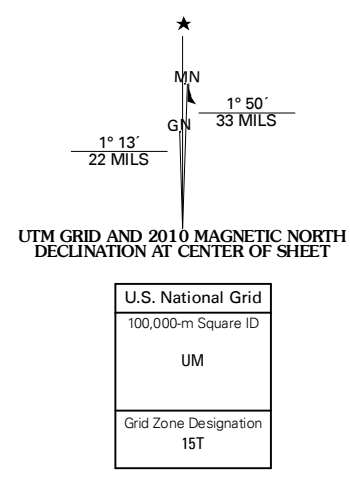 MN
1° 50´
33 MILS
GN
1° 13´
22 MILS
UTM GRID AND 2010 MAGNETIC NORTH
DECLINATION AT CENTER OF SHEET
U.S. National Grid
100,000-m Square ID
UM
Grid Zone Designation
15T